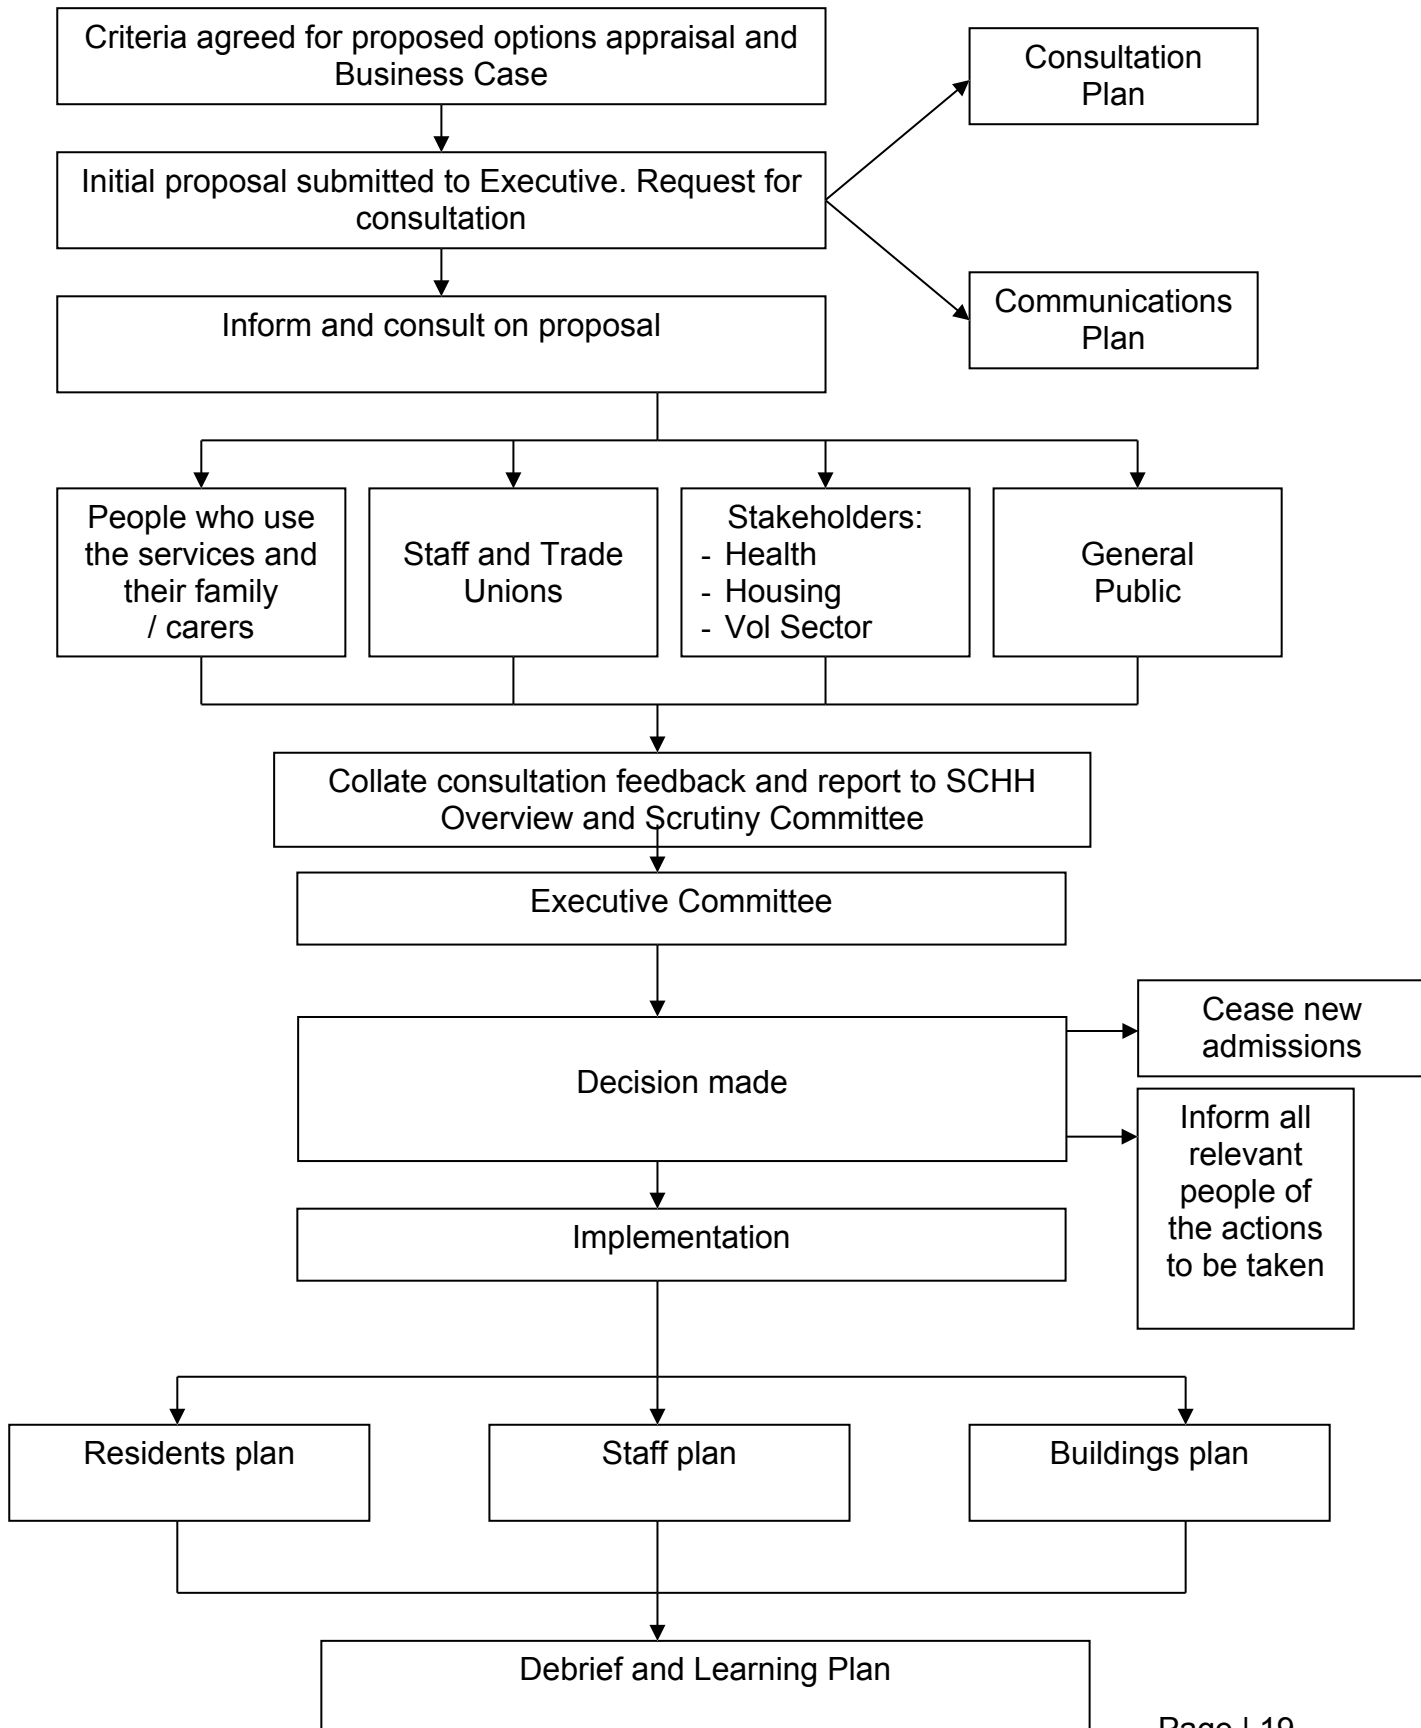 Criteria agreed for proposed options appraisal and
Business Case
Consultation
Plan
Initial proposal submitted to Executive. Request for
consultation
Communications
Plan
Inform and consult on proposal
People who use
the services and
their family
/ carers
Staff and Trade
Unions
Stakeholders:
- Health
- Housing
- Vol Sector
General
Public
Collate consultation feedback and report to SCHH
Overview and Scrutiny Committee
Executive Committee
Decision made
Cease new
admissions
Inform all
relevant
people of
the actions
to be taken
Implementation
Residents plan
Staff plan
Buildings plan
Debrief and Learning Plan
Page | 19